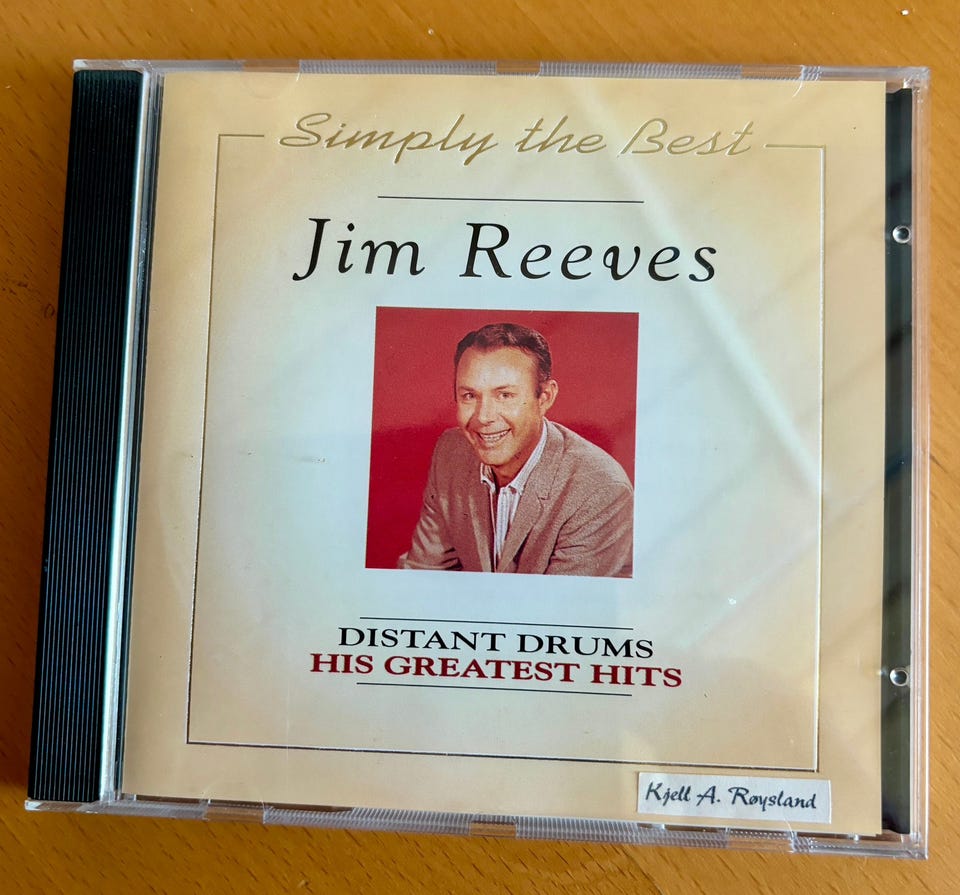 Simply the Best
Jim Reeves
DISTANT DRUMS
HIS GREATEST HITS
Kjell A. Røysland